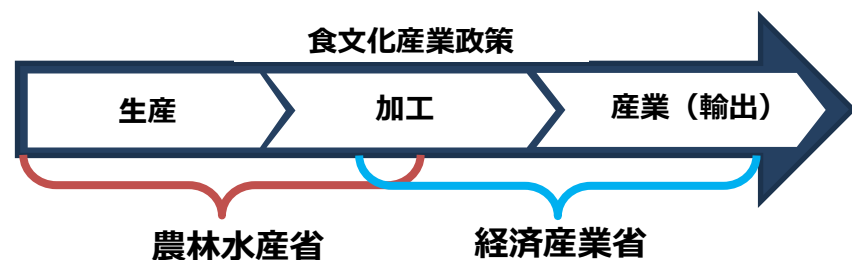 食文化産業政策
生産
加工
産業（輸出）
農林水産省
経済産業省